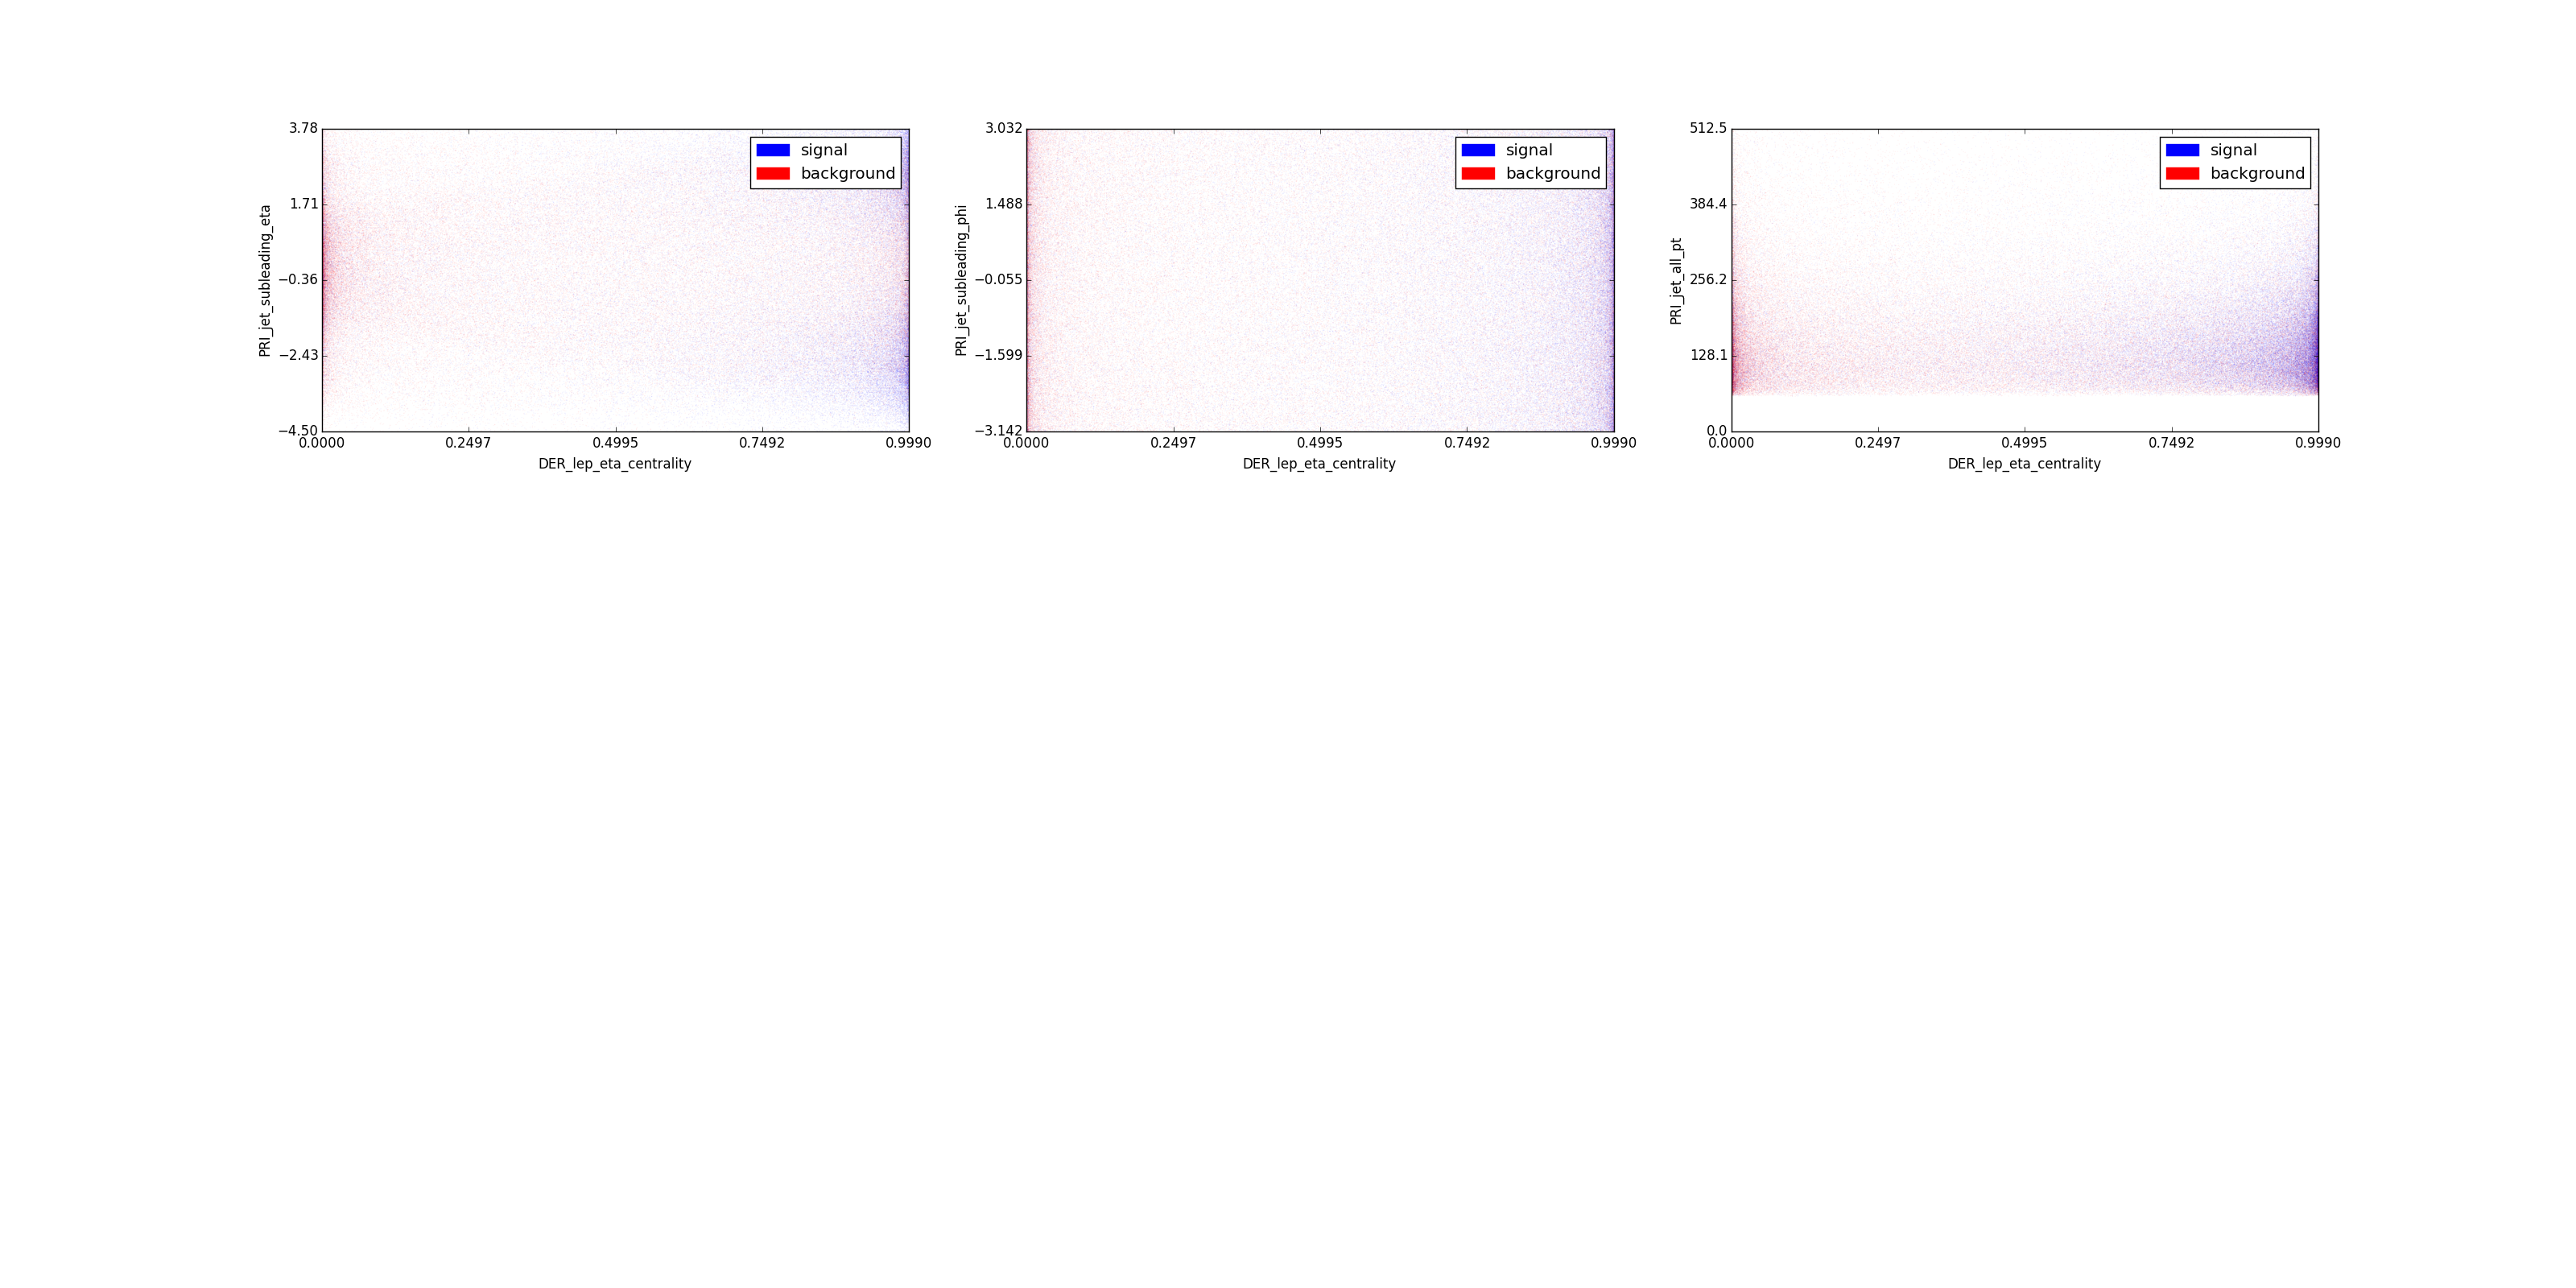 3.78
1.71
−0.36
−2.43
−4.50
PRI_jet_subleading_eta
0.0000 0.2497 0.4995 0.7492 0.9990
DER_lep_eta_centrality
signal
background
3.032
1.488
−0.055
−1.599
−3.142
PRI_jet_subleading_phi
0.0000 0.2497 0.4995 0.7492 0.9990
DER_lep_eta_centrality
signal
background
512.5
384.4
256.2
128.1
0.0
PRI_jet_all_pt
0.0000 0.2497 0.4995 0.7492 0.9990
DER_lep_eta_centrality
signal
background